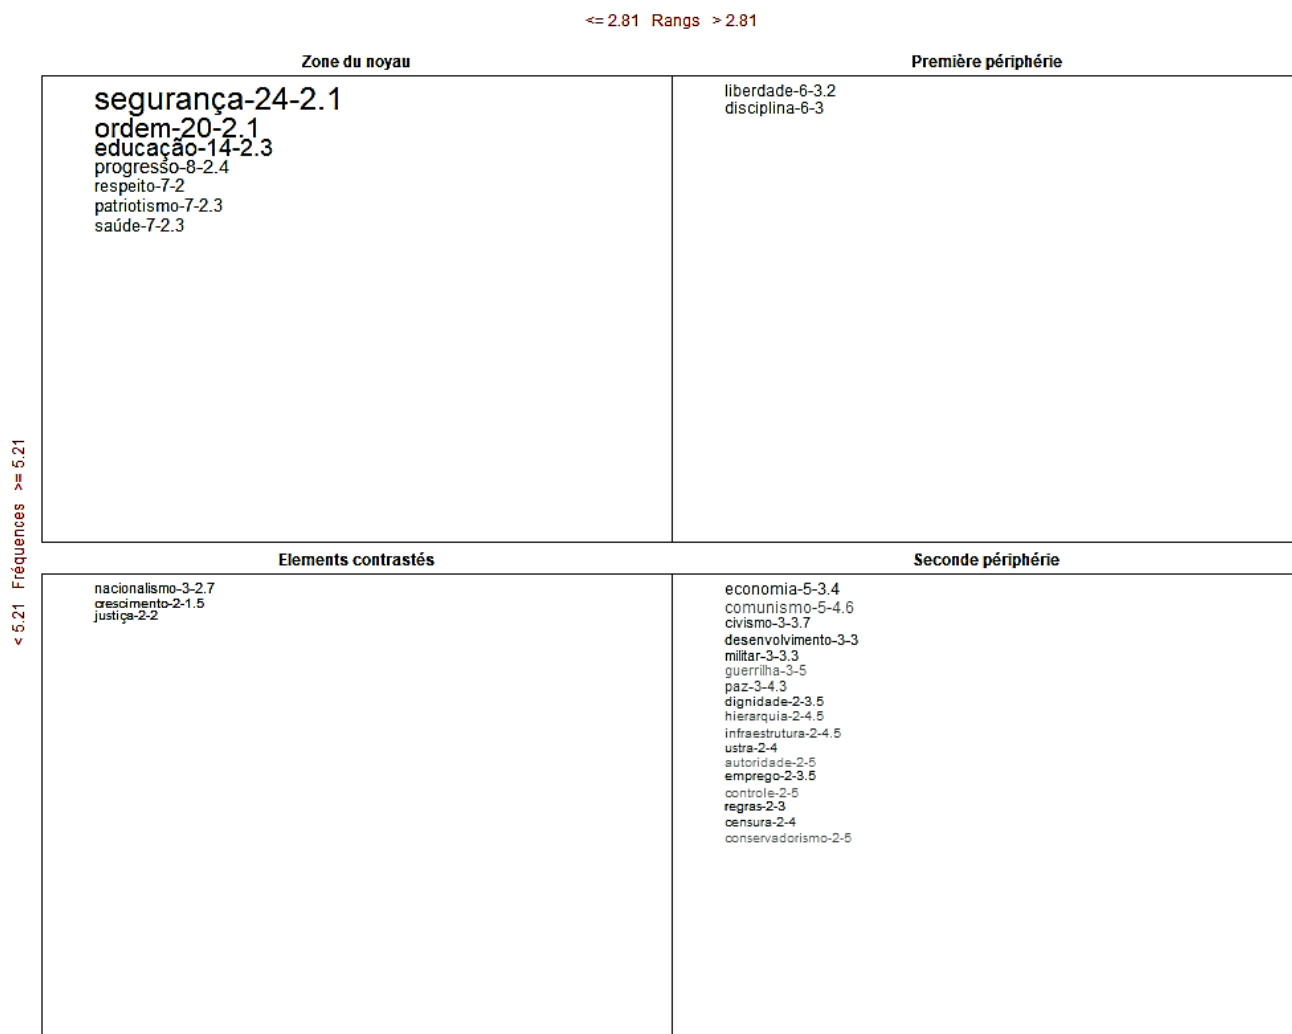 <= 2.81 Rangs > 2.81
Zone du noyau
segurança-24-2.1
ordem-20-2.1
educação-14-2.3
progresso-8-2.4
respeito-7-2
patriotismo-7-2.3
saúde-7-2.3
Première périphérie
liberdade-6-3.2
disciplina-6-3
< 5.21 Fréquences >= 5.21
Elements contrastés
nacionalismo-3-2.7
crescimento-2-1.5
justiça-2-2
Seconde périphérie
economia-5-3.4
comunismo-5-4.6
civismo-3-3.7
desenvolvimento-3-3
militar-3-3.3
guerrilha-3-5
paz-3-4.3
dignidade-2-3.5
hierarquia-2-4.5
infraestrutura-2-4.5
ustra-2-4
autoridade-2-5
emprego-2-3.5
controle-2-5
regras-2-3
censura-2-4
conservadorismo-2-5